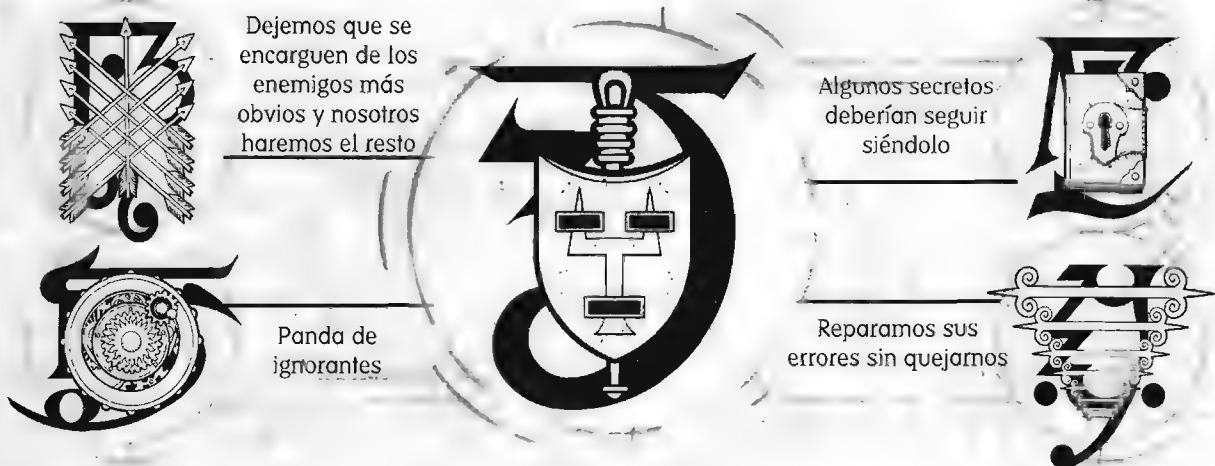 Dejemos que se
encarguen de los
enemigos más
obvios y nosotros
haremos el resto
Algunos secretos
deberían seguir
siéndolo
Panda de
ignorantes
Reparamos sus
errores sin quejarnos